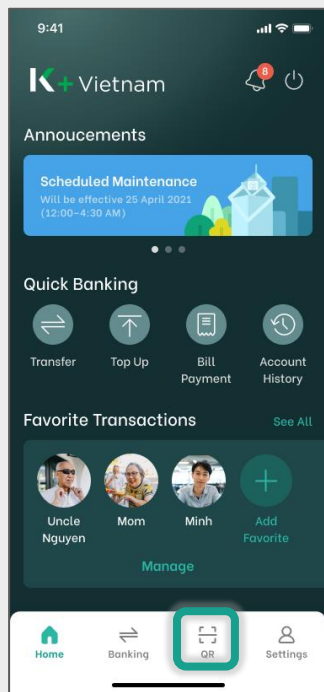 9:41
K+ Vietnam
8
Annoucements
Scheduled Maintenance
Will be effective 25 April 2021
(12:00-4:30 AM)
Quick Banking
Transfer
Top Up
Bill
Payment
Account
History
Favorite Transactions
See All
Uncle
Nguyen
Mom
Minh
Add
Favorite
Manage
Home
Banking
QR
Settings